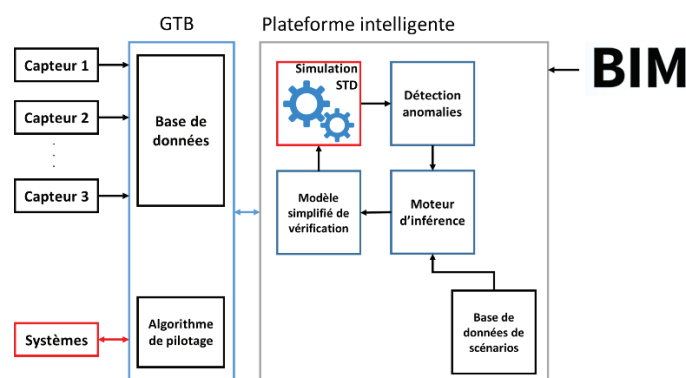 GTB
Plateforme intelligente
Capteur 1
Capteur 2
Capteur 3
Base de
données
Simulation
STD
Détection
anomalies
BIM
Modèle
simplifié de
vérification
Moteur
d'inférence
Systèmes
Algorithme
de pilotage
Base de
données de
scénarios